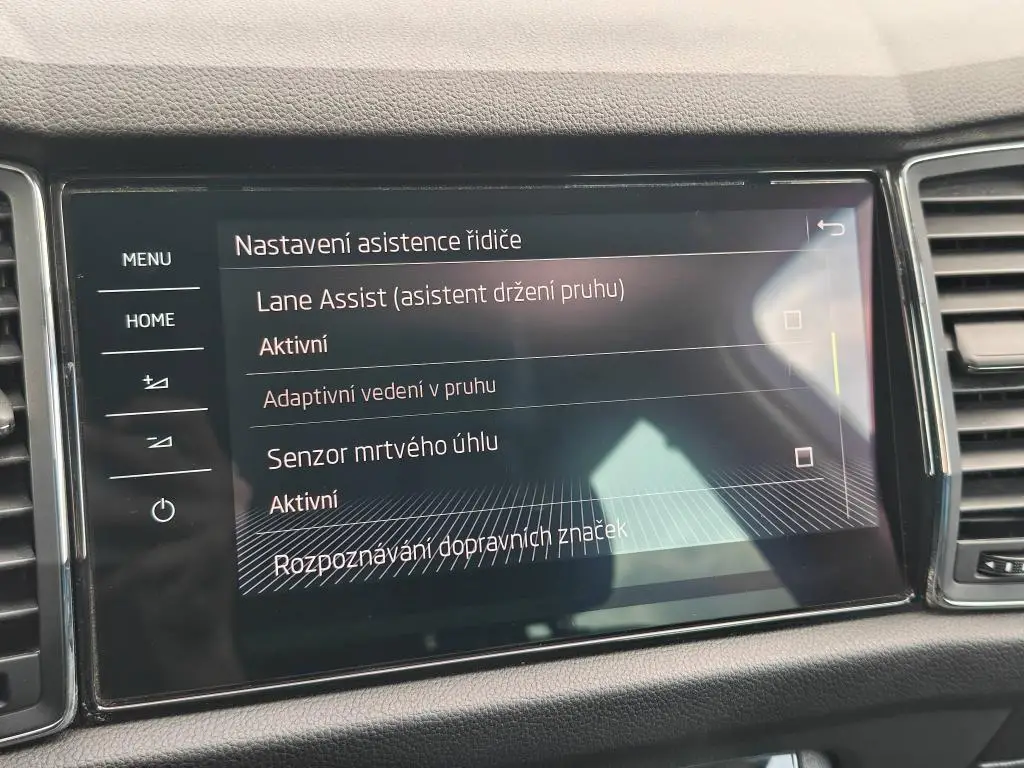 MENU
HOME
Nastavení asistence řidiče
Lane Assist (asistent držení pruhu)
Aktivní
Adaptivní vedení v pruhu
Senzor mrtvého úhlu
Aktivní
Rozpoznávání dopravních značek